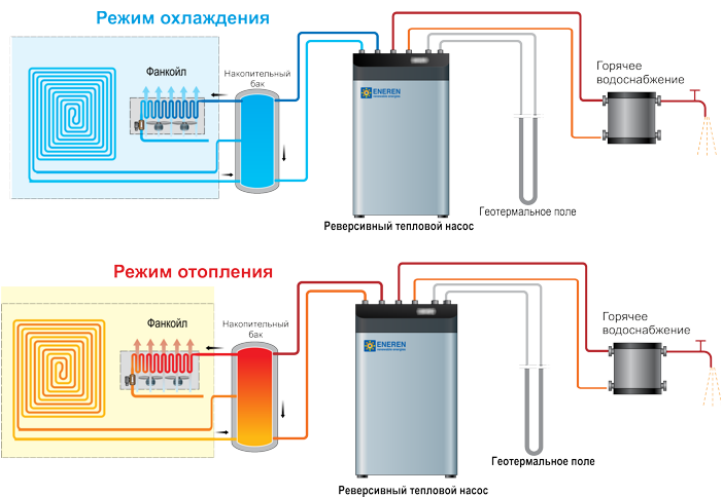 Режим охлаждения
Фанкойл
Накопительный
бак
ENEREN
Горячее
водоснабжение
Геотермальное поле
Реверсивный тепловой насос
Режим отопления
Фанкойл
Накопительный
бак
ENEREN
Горячее
водоснабжение
Геотермальное поле
Реверсивный тепловой насос